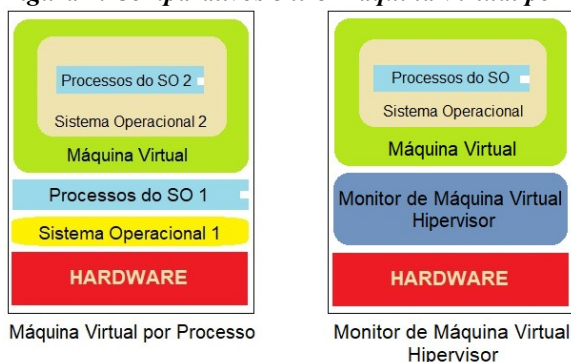 Processos do SO 2
Sistema Operacional 2
Máquina Virtual
Processos do SO 1
Sistema Operacional 1
HARDWARE
Máquina Virtual por Processo
Processos do SO
Sistema Operacional
Máquina Virtual
Monitor de Máquina Virtual
Hipervisor
HARDWARE
Monitor de Máquina Virtual
Hipervisor